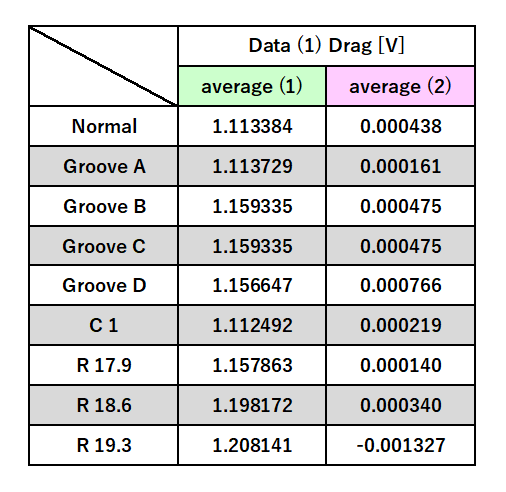 Data (1) Drag [V]
average (1) average (2)
Normal 1.113384 0.000438
Groove A 1.113729 0.000161
Groove B 1.159335 0.000475
Groove C 1.159335 0.000475
Groove D 1.156647 0.000766
C 1 1.112492 0.000219
R 17.9 1.157863 0.000140
R 18.6 1.198172 0.000340
R 19.3 1.208141 -0.001327